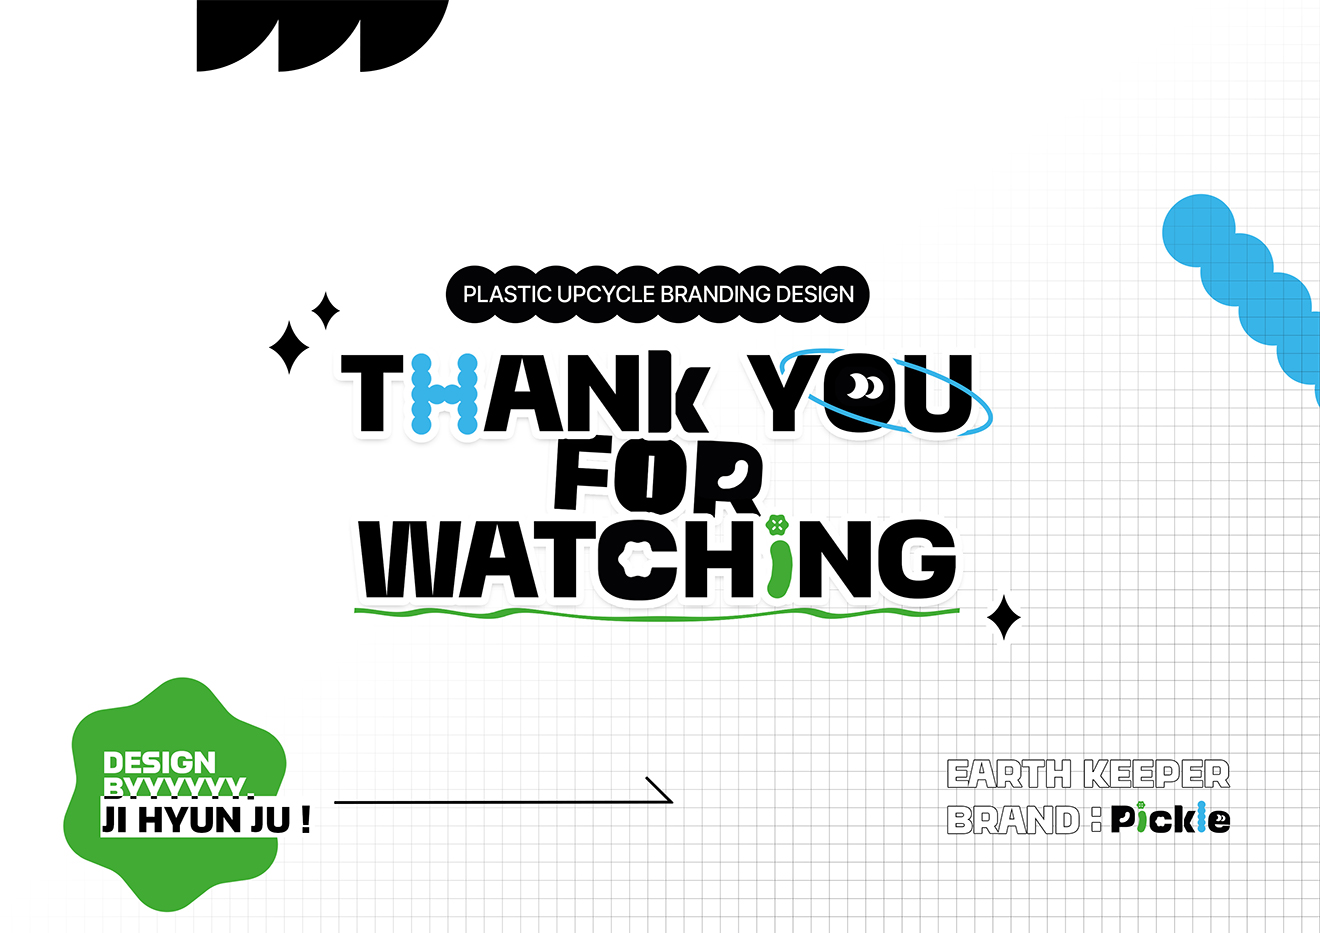 PLASTIC UPCYCLE BRANDING DESIGN
THANk YOU
FOR
WATCHiNG
DESIGN
BYYYYYYY.
JI HYUN JU !
EARTH KEEPER
BRAND : Pickle